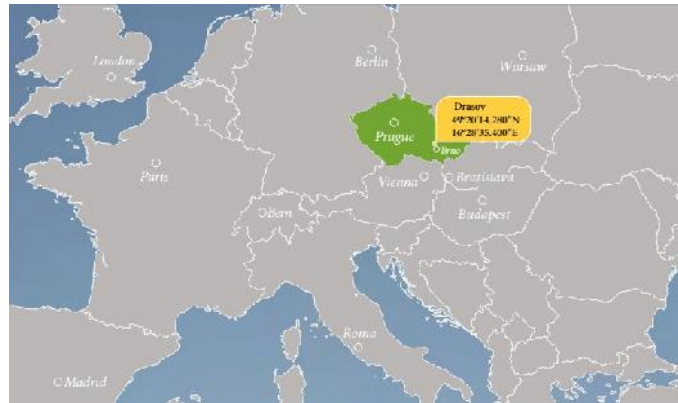 London
Berlin
Warsaw
Drasov
49°20'14.280"N
16°28'35.400"E
Prague
Brno
Paris
Vienna
Bratislava
Bern
Budapest
Roma
Madrid